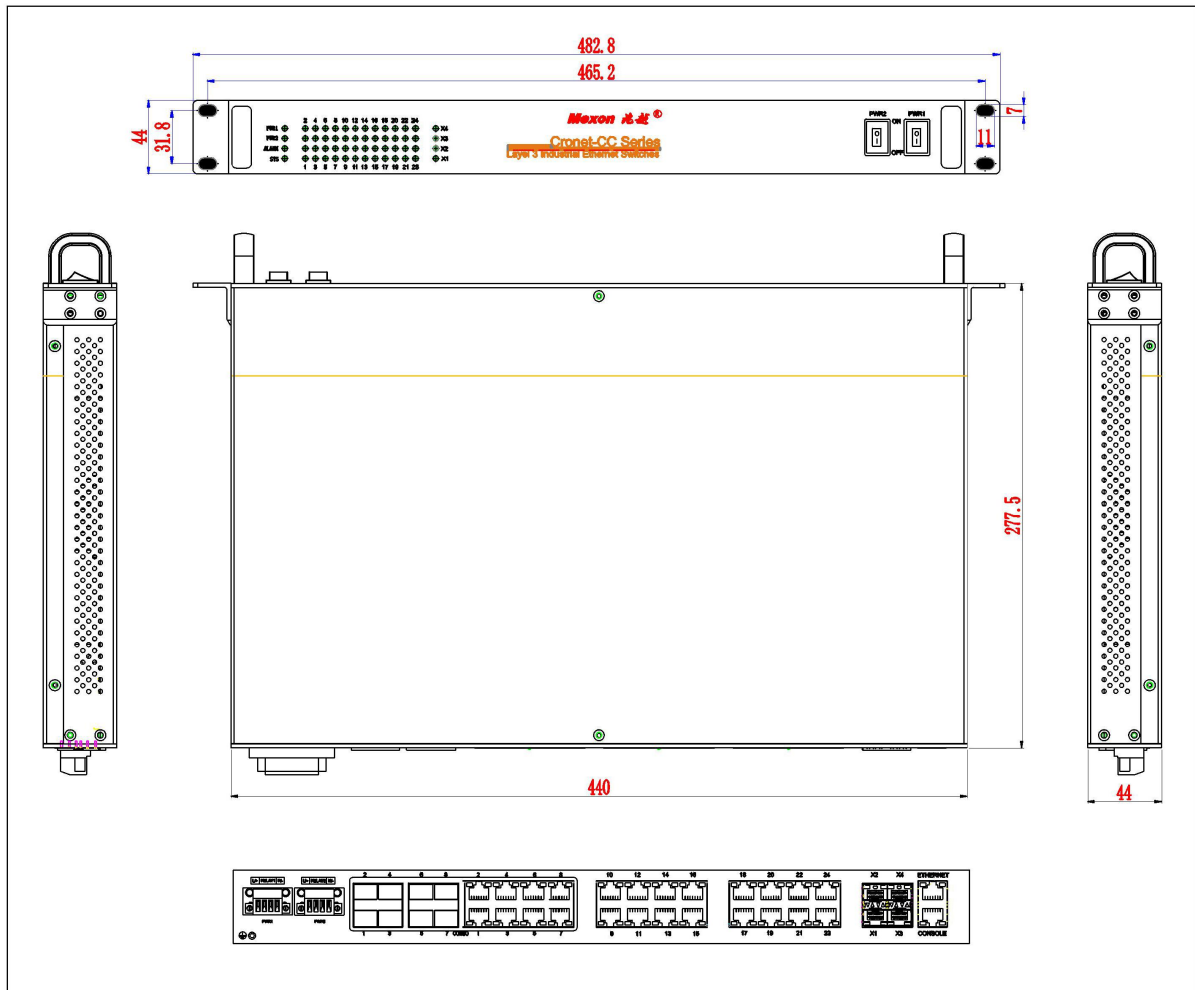 482.8
465.2
44
31.8
2 4 6 8 10 12 14 16 18 20 22 24
PWR1
PWR2
ALARM
SYS
1 3 5 7 9 11 13 15 17 19 21 23
X4
X3
X2
X1
Mexon ®
Cronet-CC Series
Layer 3 Industrial Ethernet Switches
PWR2 PWR1
ON
OFF
7
11
277.5
440
44
2 4 6 8 2 4 6 8 10 12 14 16 18 20 22 24 X2 X4 ETHERNET
PWR1 PWR2
1 3 5 7 COMBO 1 3 5 7 9 11 13 15 17 19 21 23 X1 X3 CONSOLE